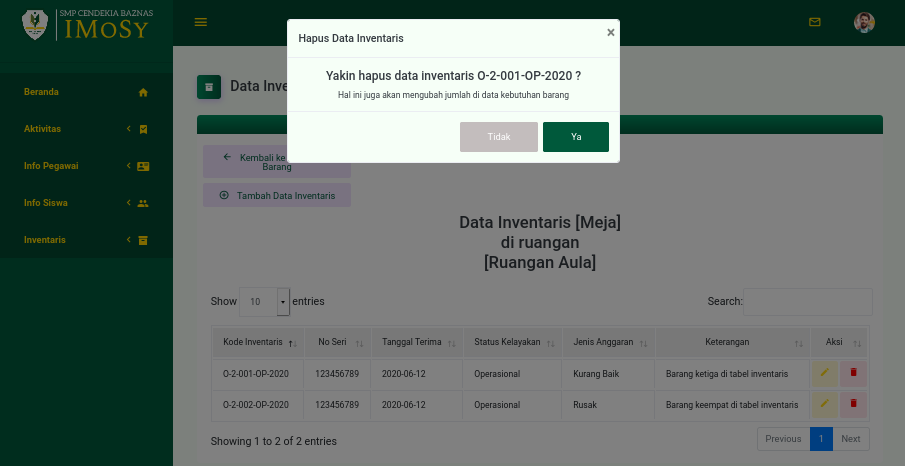 SMP CENDEKIA BAZNAS
IMoSy
Hapus Data Inventaris
×
Yakin hapus data inventaris O-2-001-OP-2020 ?
Hal ini juga akan mengubah jumlah di data kebutuhan barang
Tidak
Ya
Beranda
Aktivitas
Info Pegawai
Info Siswa
Inventaris
Data Inve
Kembali ke
Barang
Tambah Data Inventaris
Data Inventaris [Meja]
di ruangan
[Ruangan Aula]
Show 10 entries
Search:
Kode Inventaris No Seri Tanggal Terima Status Kelayakan Jenis Anggaran Keterangan Aksi
O-2-001-OP-2020 123456789 2020-06-12 Operasional Kurang Baik Barang ketiga di tabel inventaris
O-2-002-OP-2020 123456789 2020-06-12 Operasional Rusak Barang keempat di tabel inventaris
Showing 1 to 2 of 2 entries
Previous 1 Next